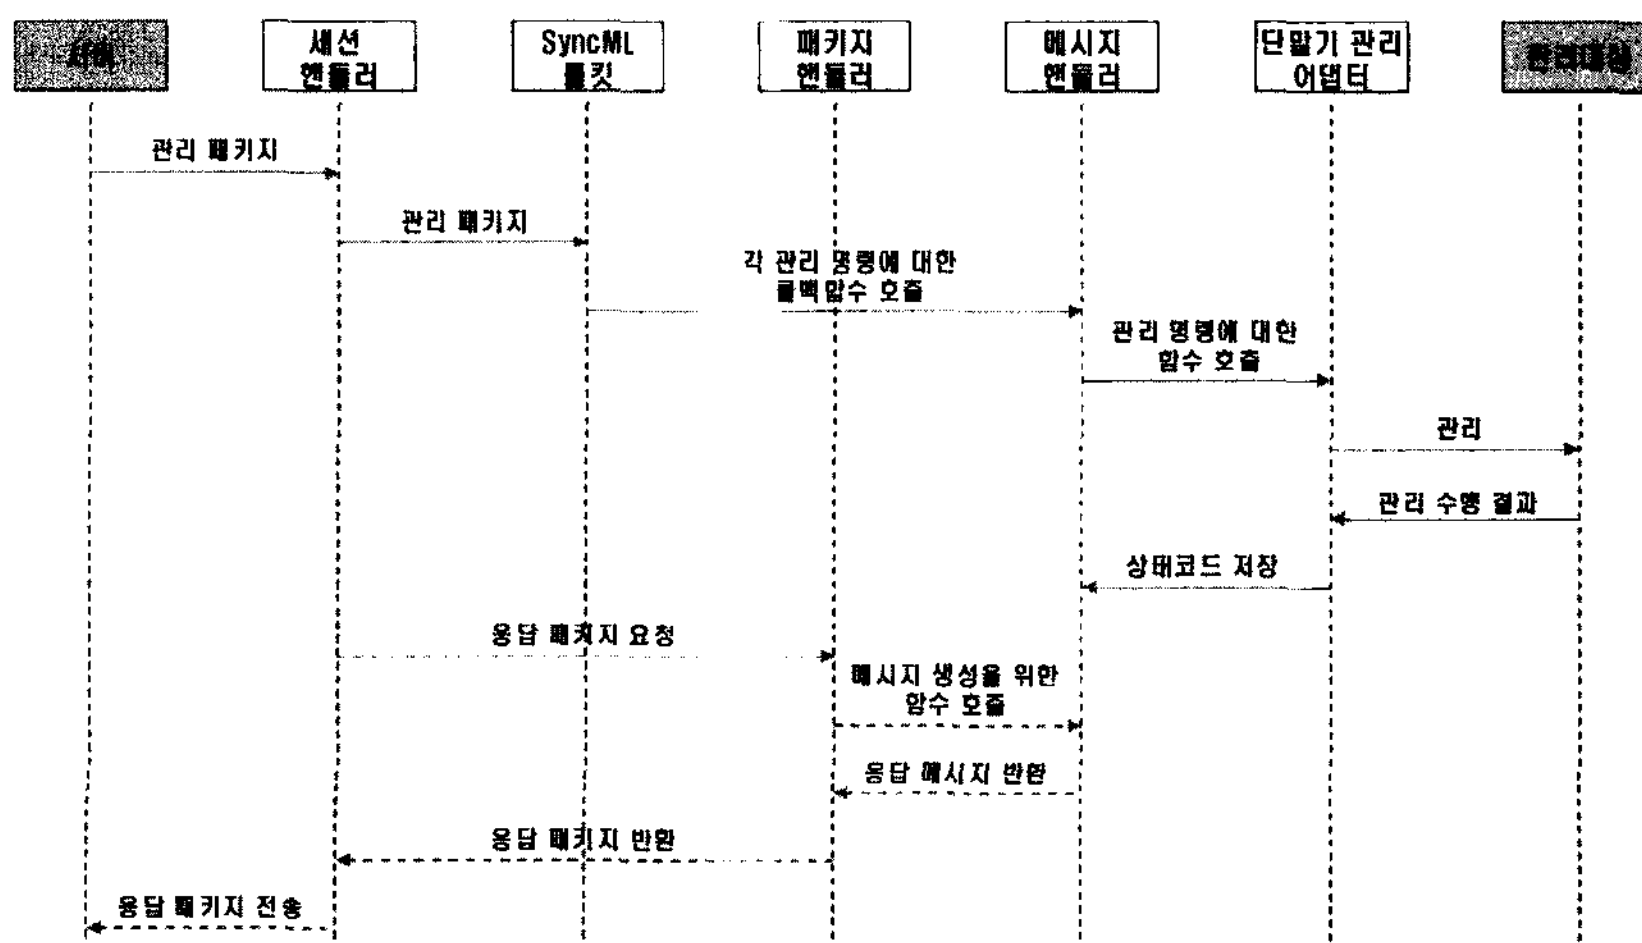 서버
세션
핸들러
SyncML
툴킷
패키지
핸들러
메시지
핸들러
단말기 관리
어댑터
관리대상
관리 패키지
관리 패키지
각 관리 명령에 대한
콜백함수 호출
관리 명령에 대한
함수 호출
관리
관리 수행 결과
상태코드 저장
응답 패키지 요청
메시지 생성을 위한
함수 호출
응답 메시지 반환
응답 패키지 반환
응답 패키지 전송